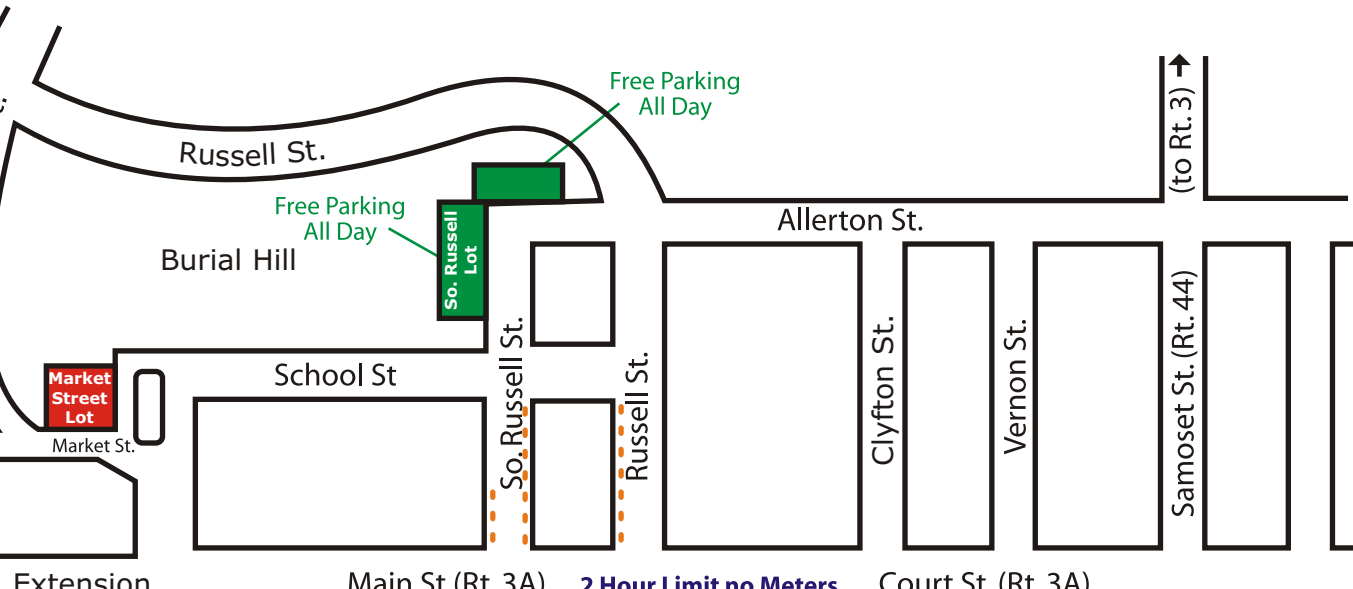 Free Parking
All Day
(to Rt. 3)
Russell St.
Free Parking
All Day
So. Russell
Lot
Allerton St.
Burial Hill
Market
Street
Lot
School St
So. Russell St.
Russell St.
Clyfton St.
Vernon St.
Samoset St. (Rt. 44)
Market St.
Extension
Main St (Rt. 3A)
2 Hour Limit no Meters
Court St. (Rt. 3A)